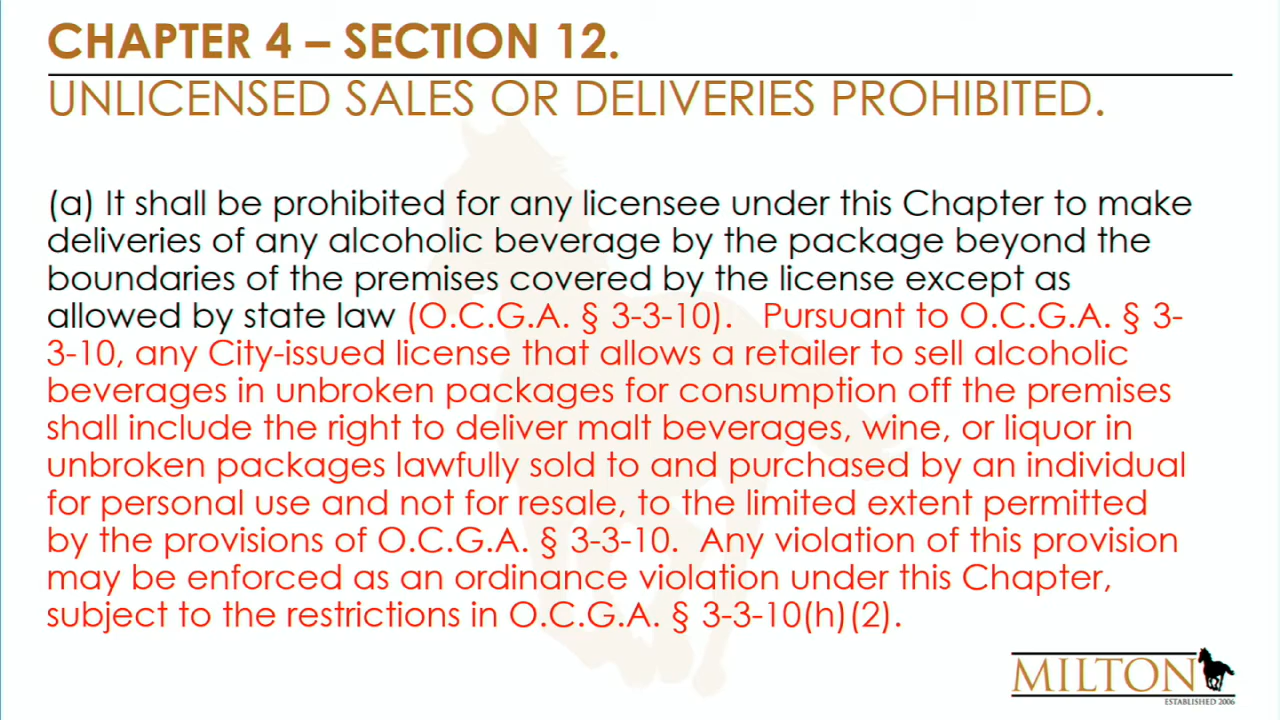 CHAPTER 4 – SECTION 12.
UNLICENSED SALES OR DELIVERIES PROHIBITED.
(a) It shall be prohibited for any licensee under this Chapter to make
deliveries of any alcoholic beverage by the package beyond the
boundaries of the premises covered by the license except as
allowed by state law (O.C.G.A. § 3-3-10). Pursuant to O.C.G.A. § 3-
3-10, any City-issued license that allows a retailer to sell alcoholic
beverages in unbroken packages for consumption off the premises
shall include the right to deliver malt beverages, wine, or liquor in
unbroken packages lawfully sold to and purchased by an individual
for personal use and not for resale, to the limited extent permitted
by the provisions of O.C.G.A. § 3-3-10. Any violation of this provision
may be enforced as an ordinance violation under this Chapter,
subject to the restrictions in O.C.G.A. § 3-3-10(h)(2).
MILTON
ESTABLISHED 2006